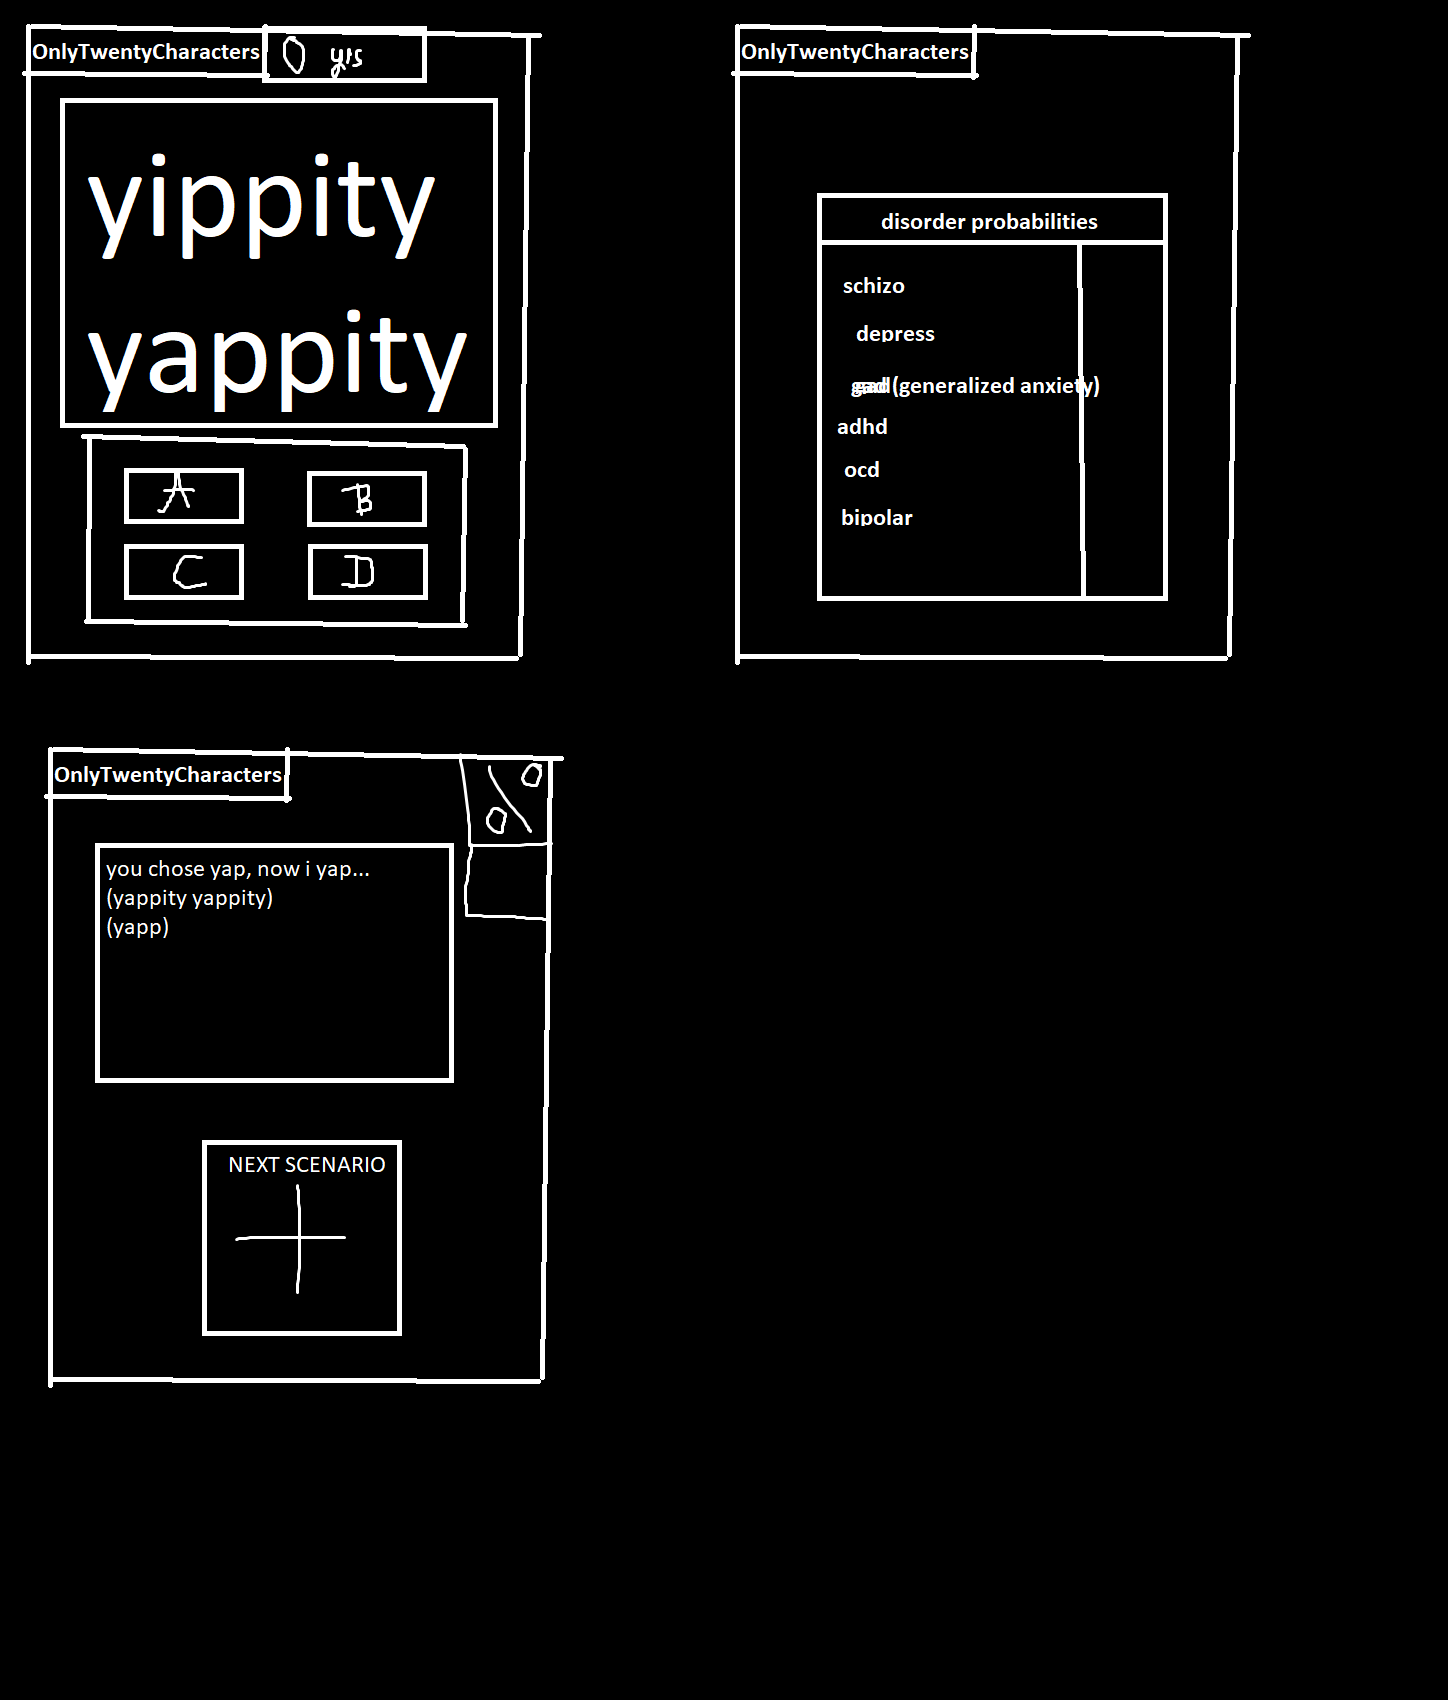 OnlyTwentyCharacters
0 yrs
yippity
yappity
A
B
C
D
OnlyTwentyCharacters
disorder probabilities
schizo
depress
gad (generalized anxiety)
adhd
ocd
bipolar
OnlyTwentyCharacters
%
you chose yap, now i yap...
(yappity yappity)
(yapp)
NEXT SCENARIO